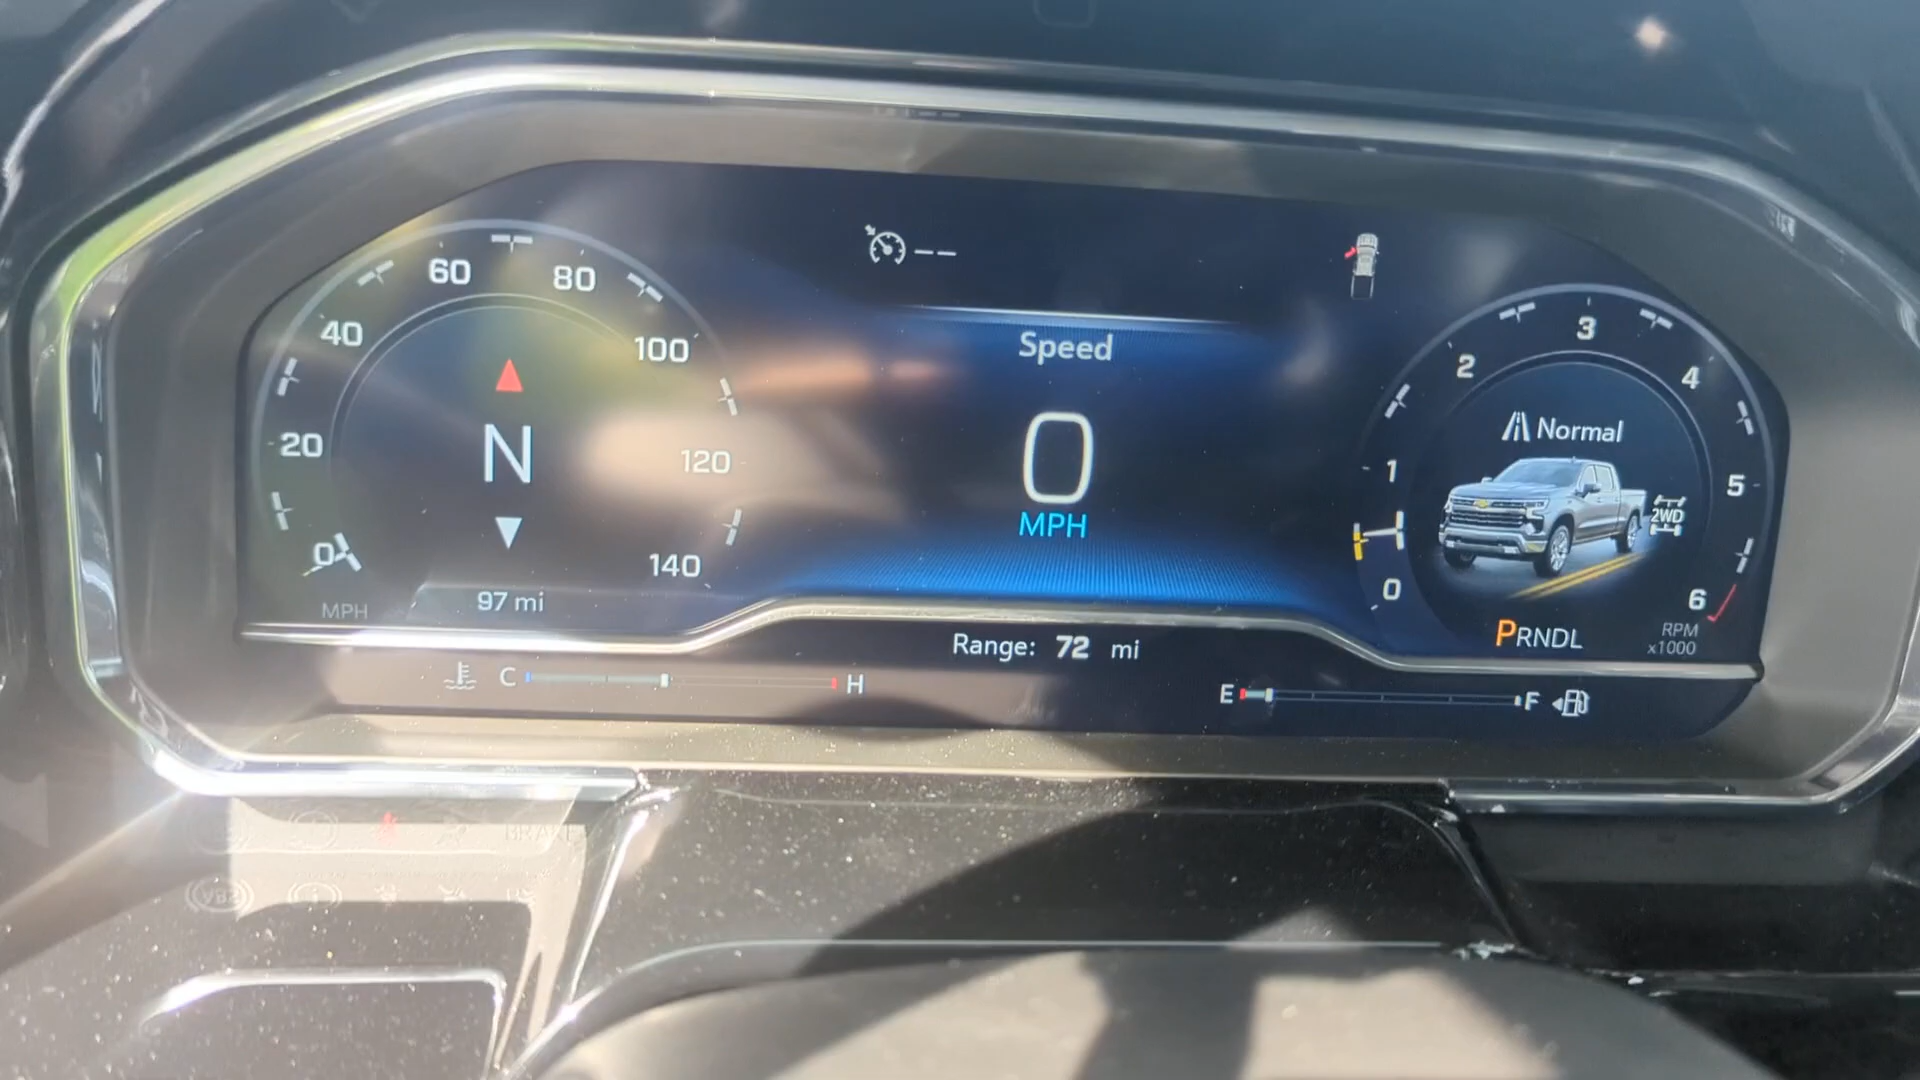 60
80
40
100
20
120
0
140
N
MPH
97 mi
--
Speed
0
MPH
Range: 72 mi
C
H
E
F
3
2
4
1
5
0
6
Normal
2WD
PRNDL
RPM
x1000
BRAKE